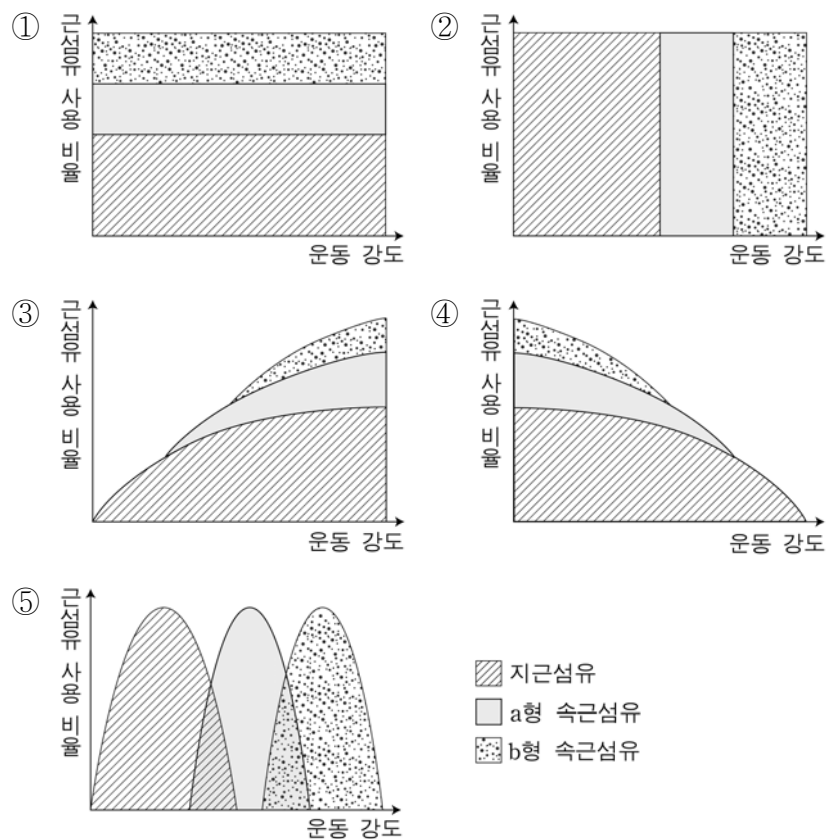 ①
근섬유 사용 비율
운동 강도
②
근섬유 사용 비율
운동 강도
③
근섬유 사용 비율
운동 강도
④
근섬유 사용 비율
운동 강도
⑤
근섬유 사용 비율
운동 강도
지근섬유
a형 속근섬유
b형 속근섬유